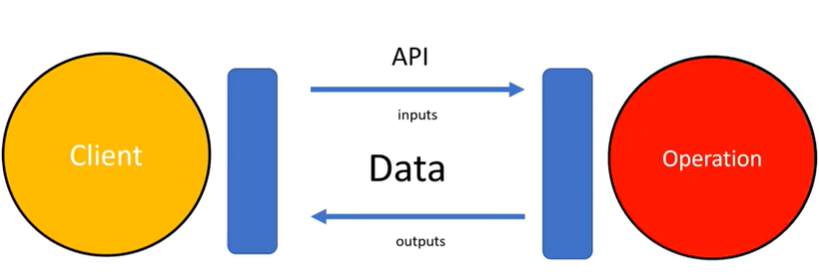 API
Client
inputs
Data
Operation
outputs